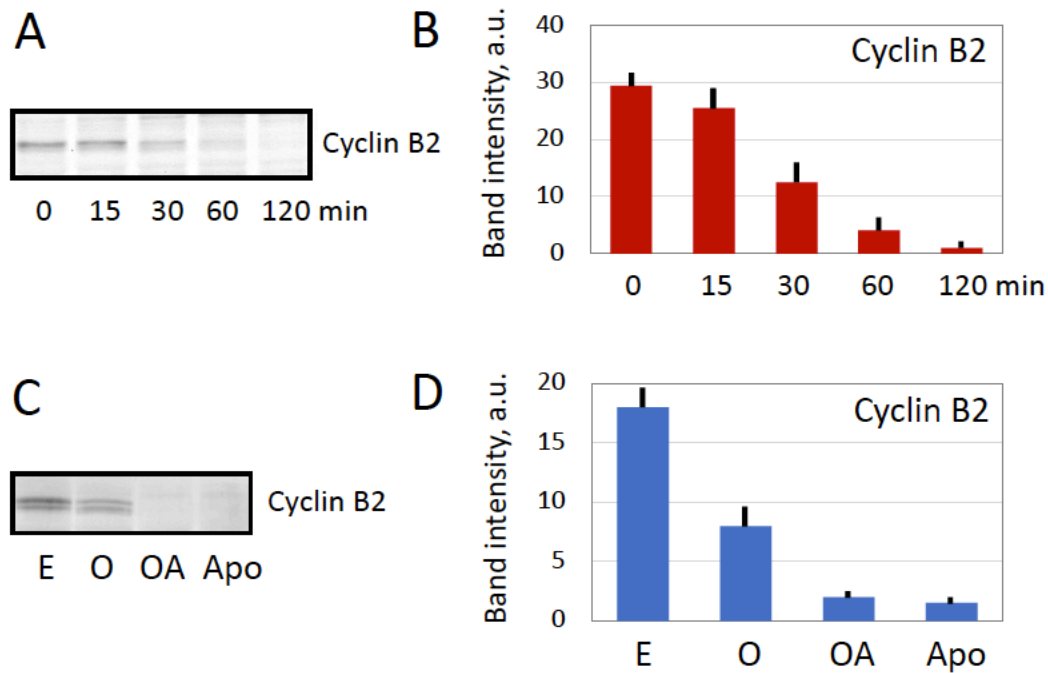 A
Cyclin B2
0 15 30 60 120 min
B
Band intensity, a.u.
Cyclin B2
40
30
20
10
0
0 15 30 60 120 min
C
Cyclin B2
E O OA Apo
D
Band intensity, a.u.
Cyclin B2
20
15
10
5
0
E O OA Apo